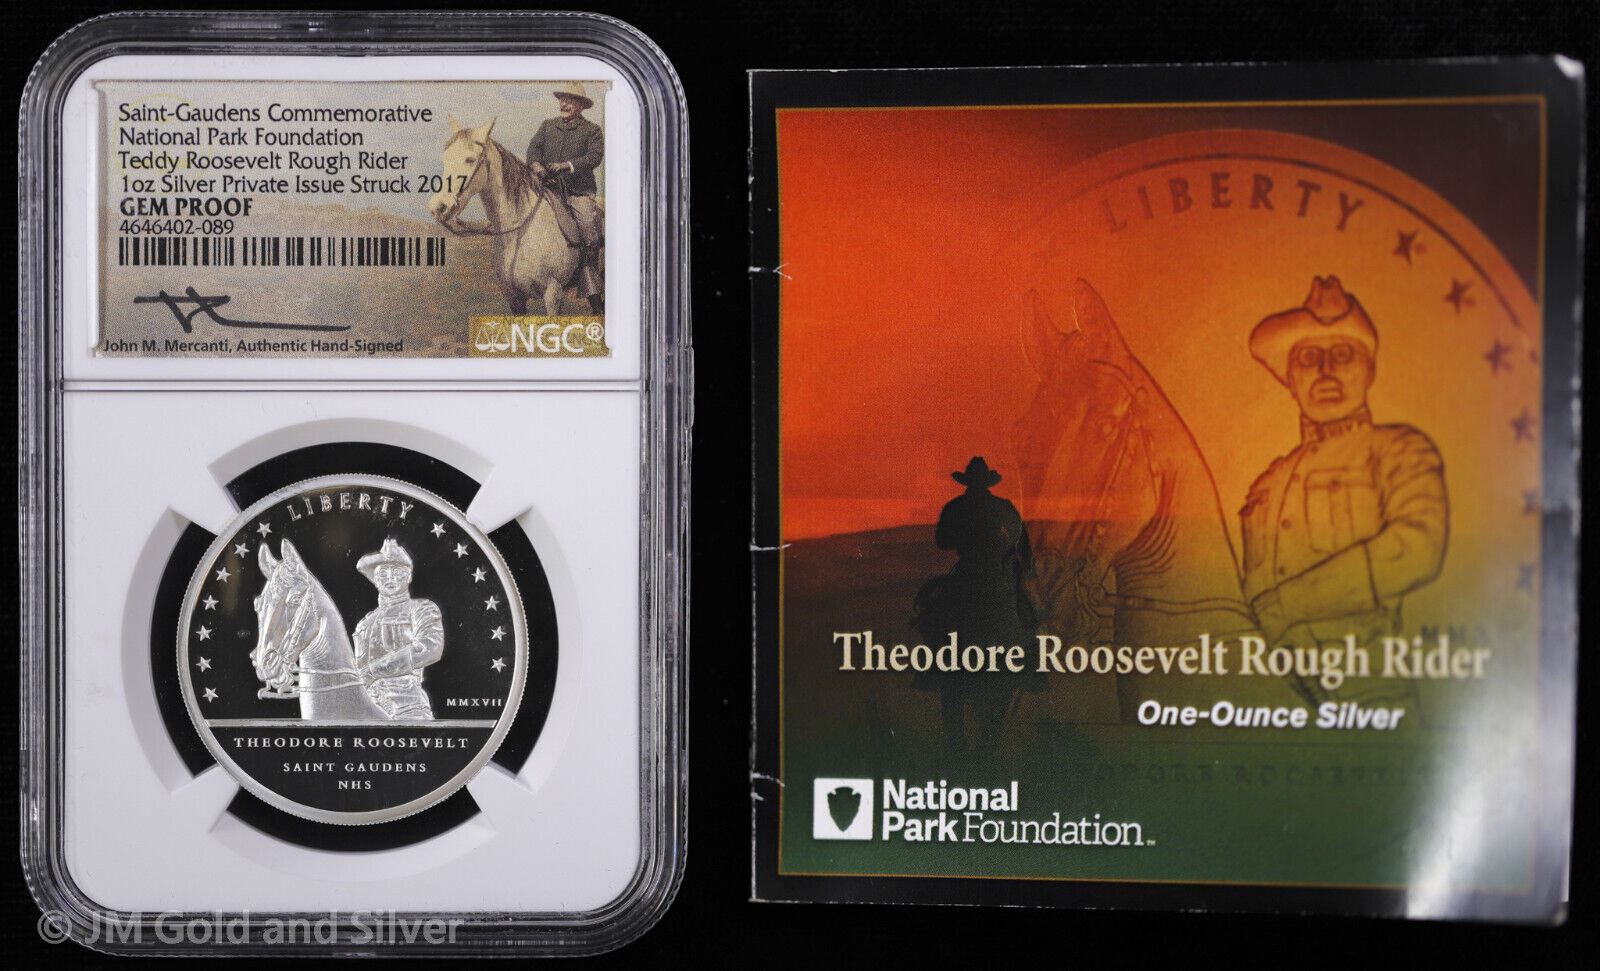 Saint-Gaudens Commemorative
National Park Foundation
Teddy Roosevelt Rough Rider
1oz Silver Private Issue Struck 2017
GEM PROOF
4646402-089
John M. Mercanti, Authentic Hand-Signed
NGC®
LIBERTY
MMXVII
THEODORE ROOSEVELT
SAINT GAUDENS
NHS
© JM Gold and Silver
LIBERTY
Theodore Roosevelt Rough Rider
One-Ounce Silver
National
Park Foundation™